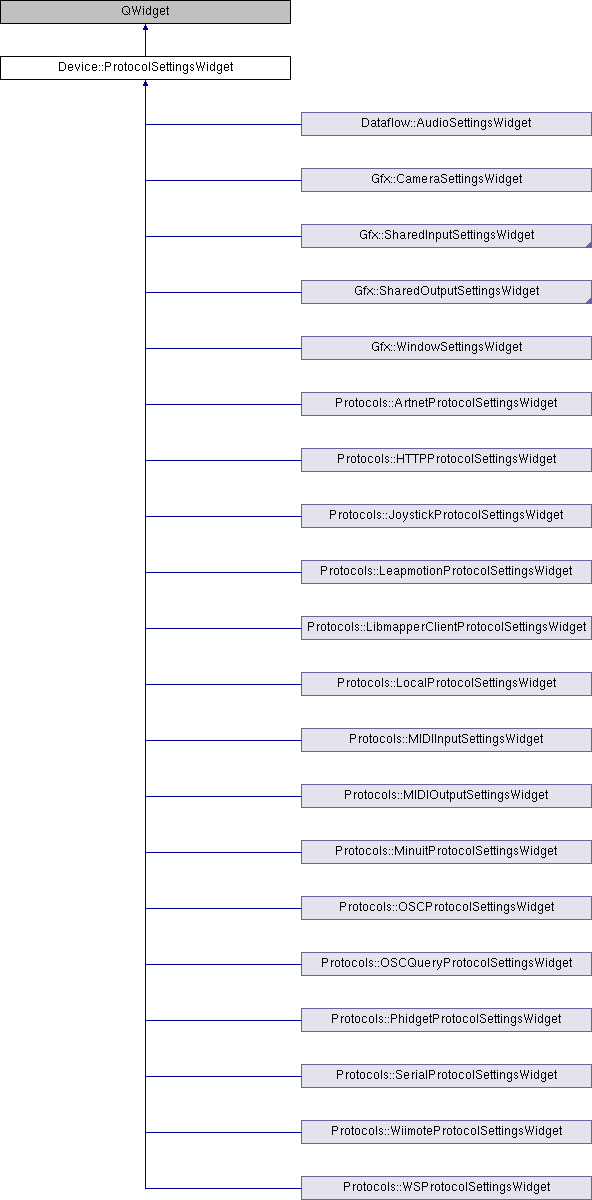 QWidget
Device::ProtocolSettingsWidget
Dataflow::AudioSettingsWidget
Gfx::CameraSettingsWidget
Gfx::SharedInputSettingsWidget
Gfx::SharedOutputSettingsWidget
Gfx::WindowSettingsWidget
Protocols::ArtnetProtocolSettingsWidget
Protocols::HTTPProtocolSettingsWidget
Protocols::JoystickProtocolSettingsWidget
Protocols::LeapmotionProtocolSettingsWidget
Protocols::LibmapperClientProtocolSettingsWidget
Protocols::LocalProtocolSettingsWidget
Protocols::MIDIInputSettingsWidget
Protocols::MIDIOutputSettingsWidget
Protocols::MinuitProtocolSettingsWidget
Protocols::OSCProtocolSettingsWidget
Protocols::OSCQueryProtocolSettingsWidget
Protocols::PhidgetProtocolSettingsWidget
Protocols::SerialProtocolSettingsWidget
Protocols::WiimoteProtocolSettingsWidget
Protocols::WSProtocolSettingsWidget